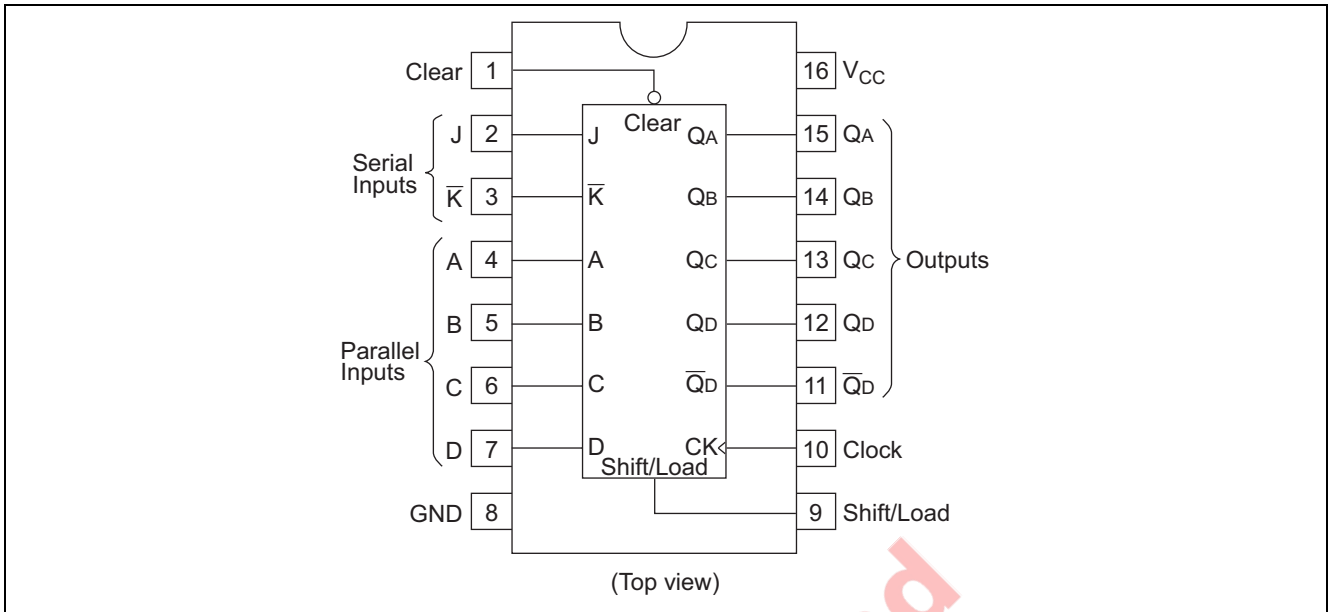 Clear 1
Clear
16 VCC
Serial
Inputs
J 2
J
QA
15 QA
K̅ 3
K̅
QB
14 QB
Parallel
Inputs
A 4
A
QC
13 QC
Outputs
B 5
B
QD
12 QD
C 6
C
Q̅D
11 Q̅D
D 7
D
CK
10 Clock
Shift/Load
GND 8
9 Shift/Load
(Top view)
d